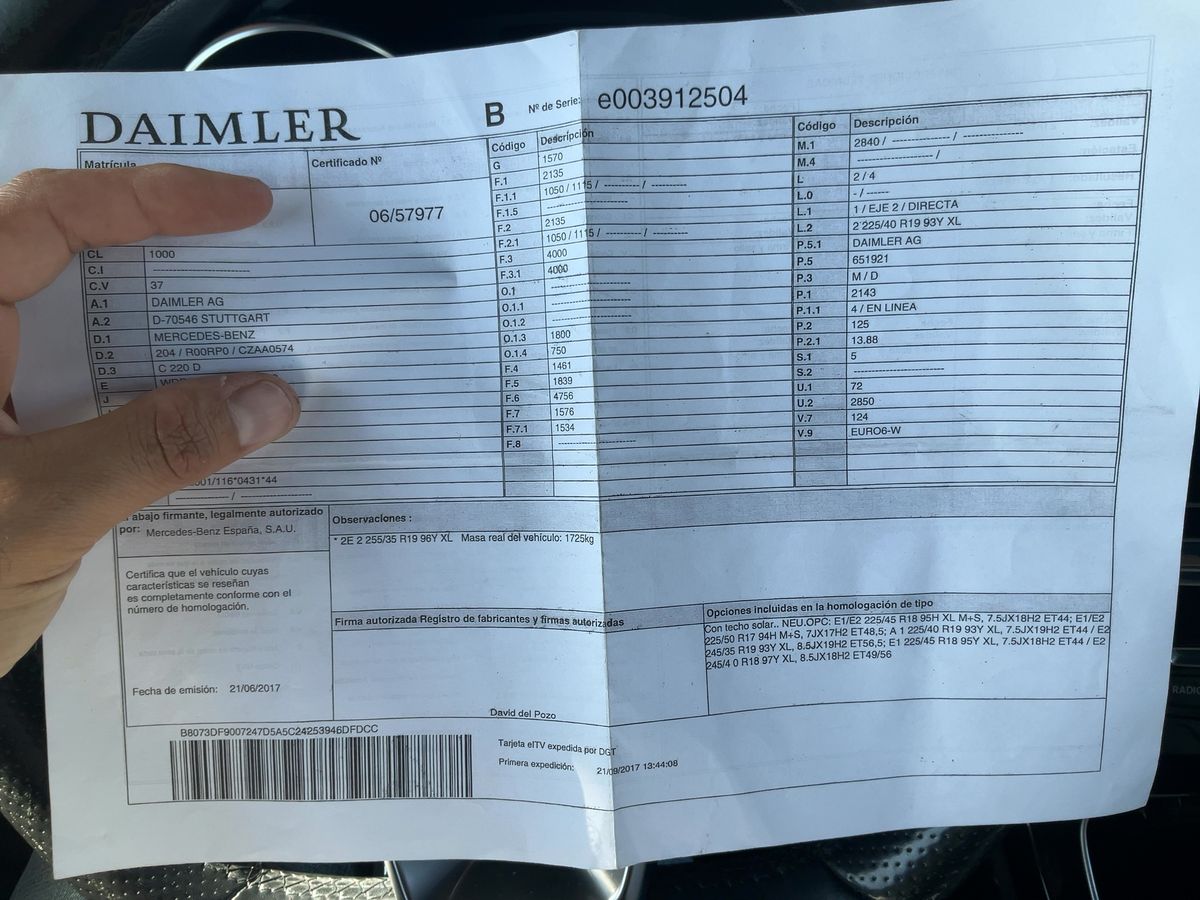 DAIMLER
B Nº de Serie: e003912504
Matrícula
Certificado Nº
06/57977
CL 1000
C.I ------------------------
C.V 37
A.1 DAIMLER AG
A.2 D-70546 STUTTGART
D.1 MERCEDES-BENZ
D.2 204 / R00RP0 / CZAA0574
D.3 C 220 D
E
J
001/116*0431*44
------------- / ------------------
Código Descripción
G 1570
F.1 2135
F.1.1 1050 / 1115 / --------- / ---------
F.1.5 --------------------
F.2 2135
F.2.1 1050 / 1115 / --------- / ---------
F.3 4000
F.3.1 4000
O.1 --------------------
O.1.1 --------------------
O.1.2 --------------------
O.1.3 1800
O.1.4 750
F.4 1461
F.5 1839
F.6 4756
F.7 1576
F.7.1 1534
F.8 --------------------
Código Descripción
M.1 2840 / --------------- / ---------------
M.4 ------------------- /
L 2 / 4
L.0 - / ------
L.1 1 / EJE 2 / DIRECTA
L.2 2 225/40 R19 93Y XL
P.5.1 DAIMLER AG
P.5 651921
P.3 M / D
P.1 2143
P.1.1 4 / EN LINEA
P.2 125
P.2.1 13.88
S.1 5
S.2 -----------------------
U.1 72
U.2 2850
V.7 124
V.9 EURO6-W
abajo firmante, legalmente autorizado
por: Mercedes-Benz España, S.A.U.
Certifica que el vehículo cuyas
características se reseñan
es completamente conforme con el
número de homologación.
Fecha de emisión: 21/06/2017
Observaciones :
* 2E 2 255/35 R19 96Y XL Masa real del vehículo: 1725kg
Firma autorizada Registro de fabricantes y firmas autorizadas
David del Pozo
Opciones incluidas en la homologación de tipo
Con techo solar.. NEU.OPC: E1/E2 225/45 R18 95H XL M+S, 7.5JX18H2 ET44; E1/E2
225/50 R17 94H M+S, 7JX17H2 ET48,5; A 1 225/40 R19 93Y XL, 7.5JX19H2 ET44 / E2
245/35 R19 93Y XL, 8.5JX19H2 ET56,5; E1 225/45 R18 95Y XL, 7.5JX18H2 ET44 / E2
245/4 0 R18 97Y XL, 8.5JX18H2 ET49/56
B8073DF9007247D5A5C24253946DFDCC
Tarjeta eITV expedida por DGT
Primera expedición: 21/09/2017 13:44:08
RADIO